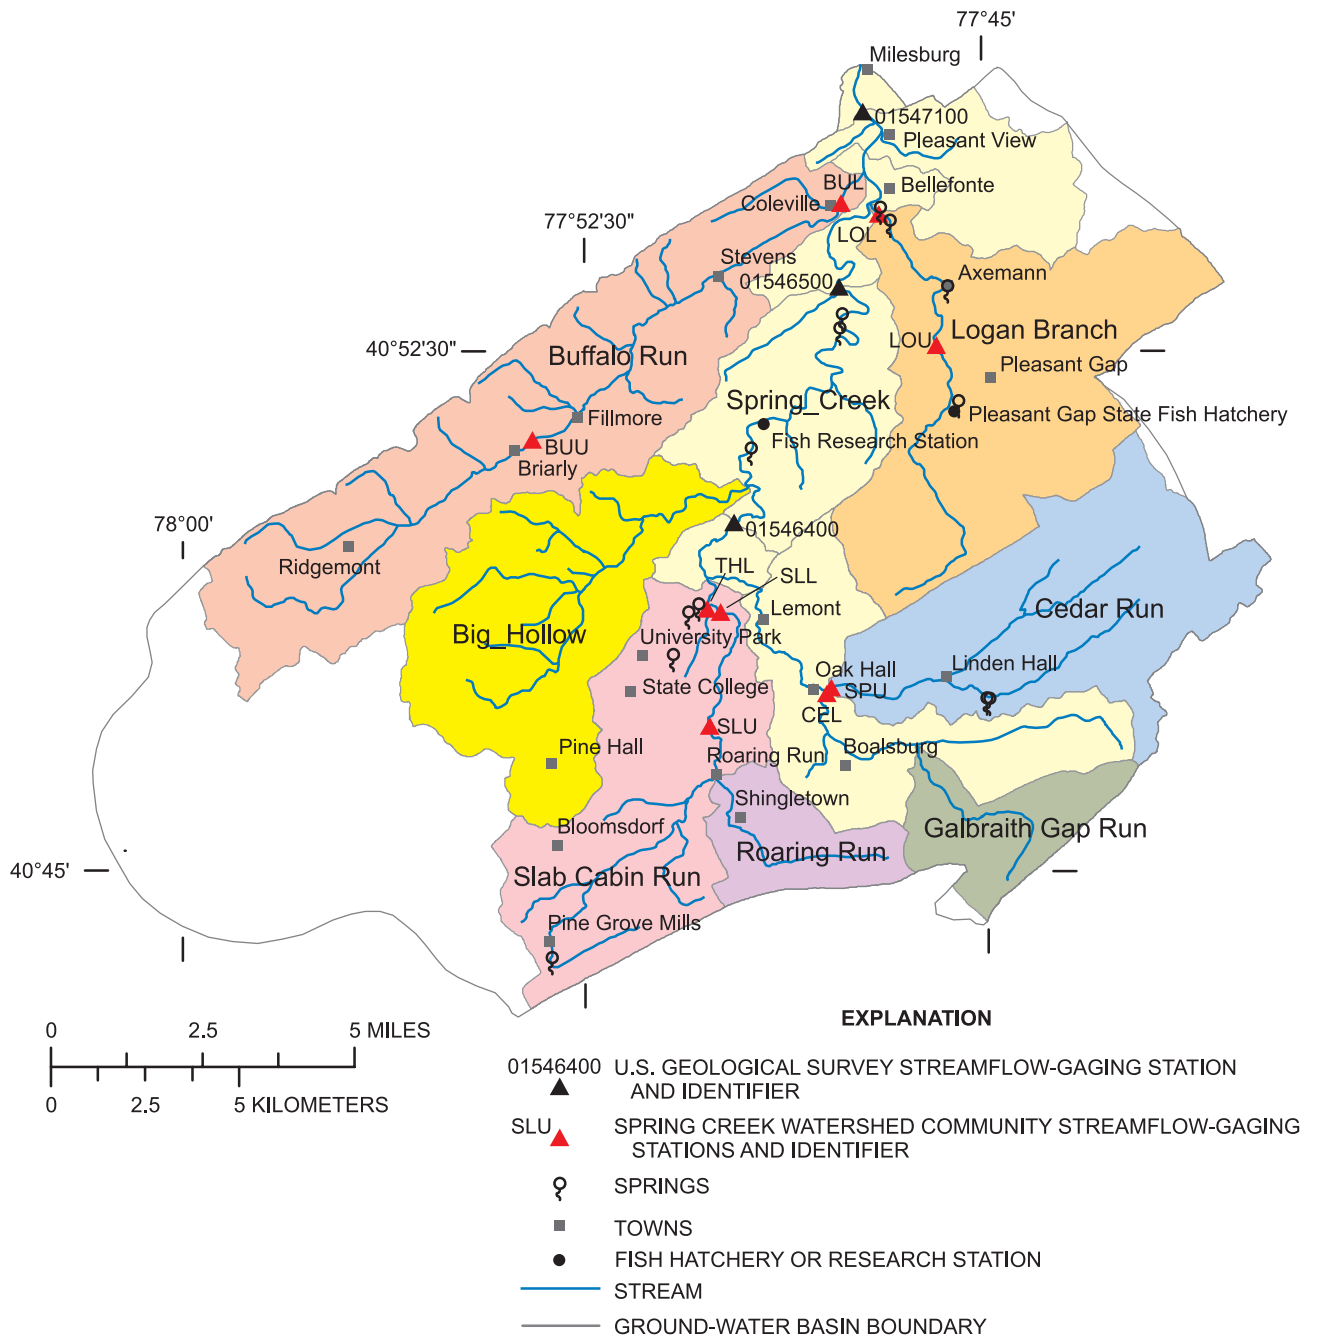 77°45'
Milesburg
01547100
Pleasant View
BUL
Bellefonte
Coleville
77°52'30"
LOL
Stevens
Axemann
01546500
Logan Branch
LOU
40°52'30"
Buffalo Run
Pleasant Gap
Spring_Creek
Pleasant Gap State Fish Hatchery
Fillmore
Fish Research Station
BUU
Briarly
78°00'
01546400
Ridgemont
THL
SLL
Lemont
Cedar Run
Big_Hollow
University Park
Oak Hall
Linden Hall
State College
SPU
CEL
SLU
Pine Hall
Roaring Run
Boalsburg
Shingletown
Bloomsdorf
Galbraith Gap Run
Roaring Run
40°45'
Slab Cabin Run
Pine Grove Mills
EXPLANATION
0 2.5 5 MILES
0 2.5 5 KILOMETERS
01546400 U.S. GEOLOGICAL SURVEY STREAMFLOW-GAGING STATION
AND IDENTIFIER
SLU SPRING CREEK WATERSHED COMMUNITY STREAMFLOW-GAGING
STATIONS AND IDENTIFIER
SPRINGS
TOWNS
FISH HATCHERY OR RESEARCH STATION
STREAM
GROUND-WATER BASIN BOUNDARY